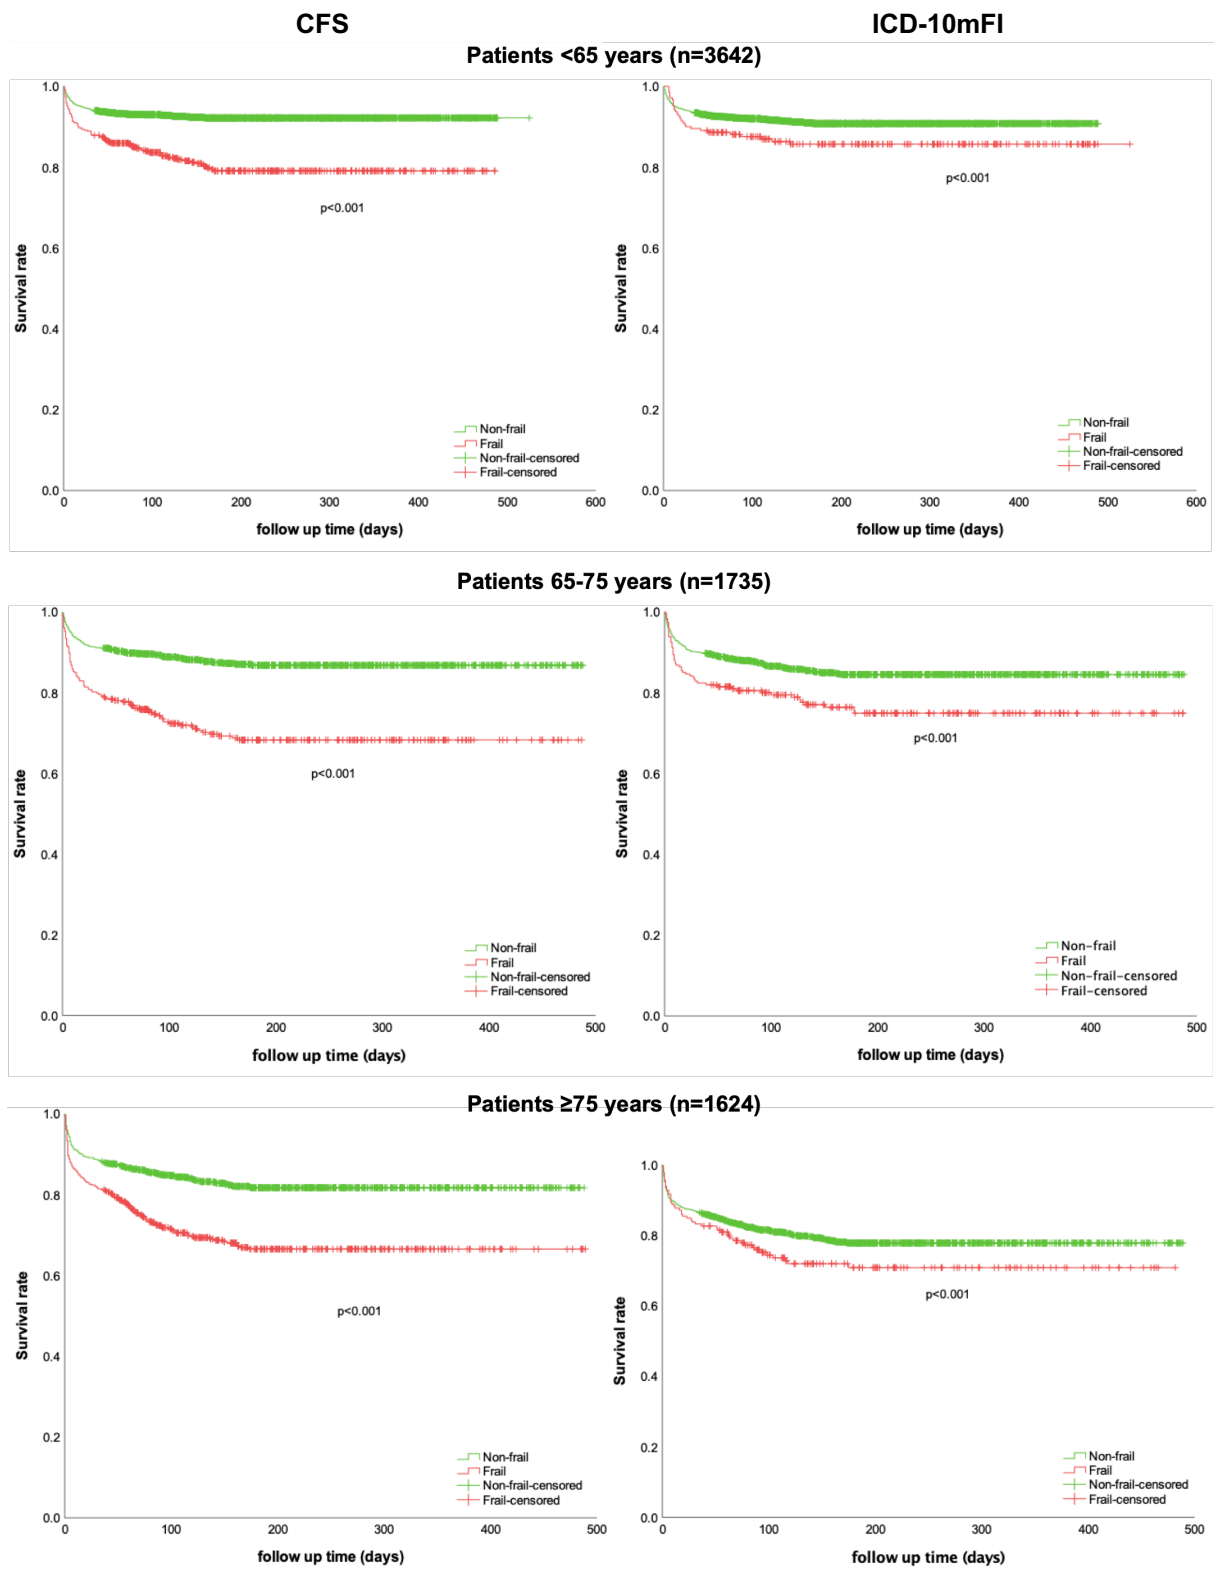 CFS
ICD-10mFI
Patients <65 years (n=3642)
1.0
0.8
0.6
0.4
0.2
0.0
Survival rate
p<0.001
Non-frail
Frail
Non-frail-censored
Frail-censored
0 100 200 300 400 500 600
follow up time (days)
1.0
0.8
0.6
0.4
0.2
0.0
Survival rate
p<0.001
Non-frail
Frail
Non-frail-censored
Frail-censored
0 100 200 300 400 500 600
follow up time (days)
Patients 65-75 years (n=1735)
1.0
0.8
0.6
0.4
0.2
0.0
Survival rate
p<0.001
Non-frail
Frail
Non-frail-censored
Frail-censored
0 100 200 300 400 500
follow up time (days)
1.0
0.8
0.6
0.4
0.2
0.0
Survival rate
p<0.001
Non-frail
Frail
Non-frail-censored
Frail-censored
0 100 200 300 400 500
follow up time (days)
Patients ≥75 years (n=1624)
1.0
0.8
0.6
0.4
0.2
0.0
Survival rate
p<0.001
Non-frail
Frail
Non-frail-censored
Frail-censored
0 100 200 300 400 500
follow up time (days)
1.0
0.8
0.6
0.4
0.2
0.0
Survival rate
p<0.001
Non-frail
Frail
Non-frail-censored
Frail-censored
0 100 200 300 400 500
follow up time (days)